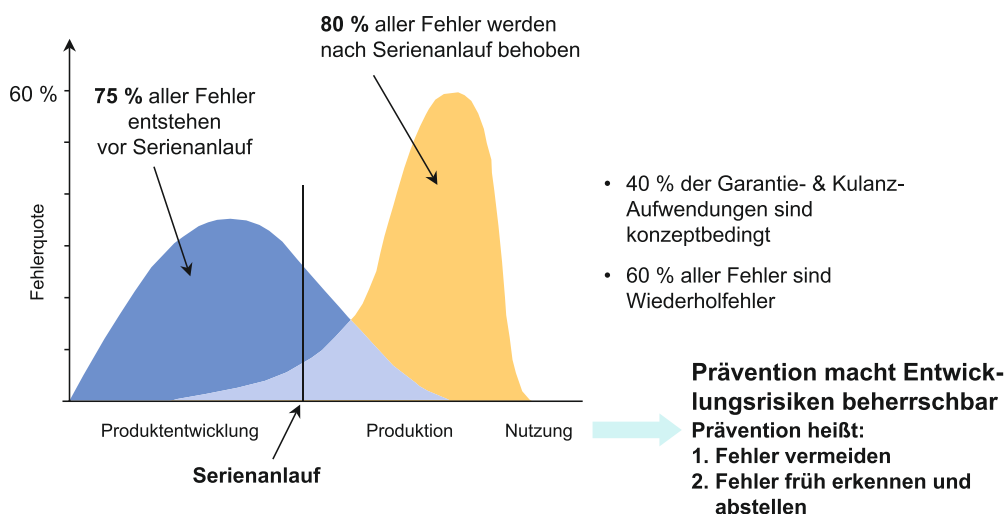 80 % aller Fehler werden
nach Serienanlauf behoben
60 %
75 % aller Fehler
entstehen
vor Serienanlauf
Fehlerquote
• 40 % der Garantie- & Kulanz-
Aufwendungen sind
konzeptbedingt
• 60 % aller Fehler sind
Wiederholfehler
Produktentwicklung
Produktion
Nutzung
Serienanlauf
Prävention macht Entwick-
lungsrisiken beherrschbar
Prävention heißt:
1. Fehler vermeiden
2. Fehler früh erkennen und
abstellen